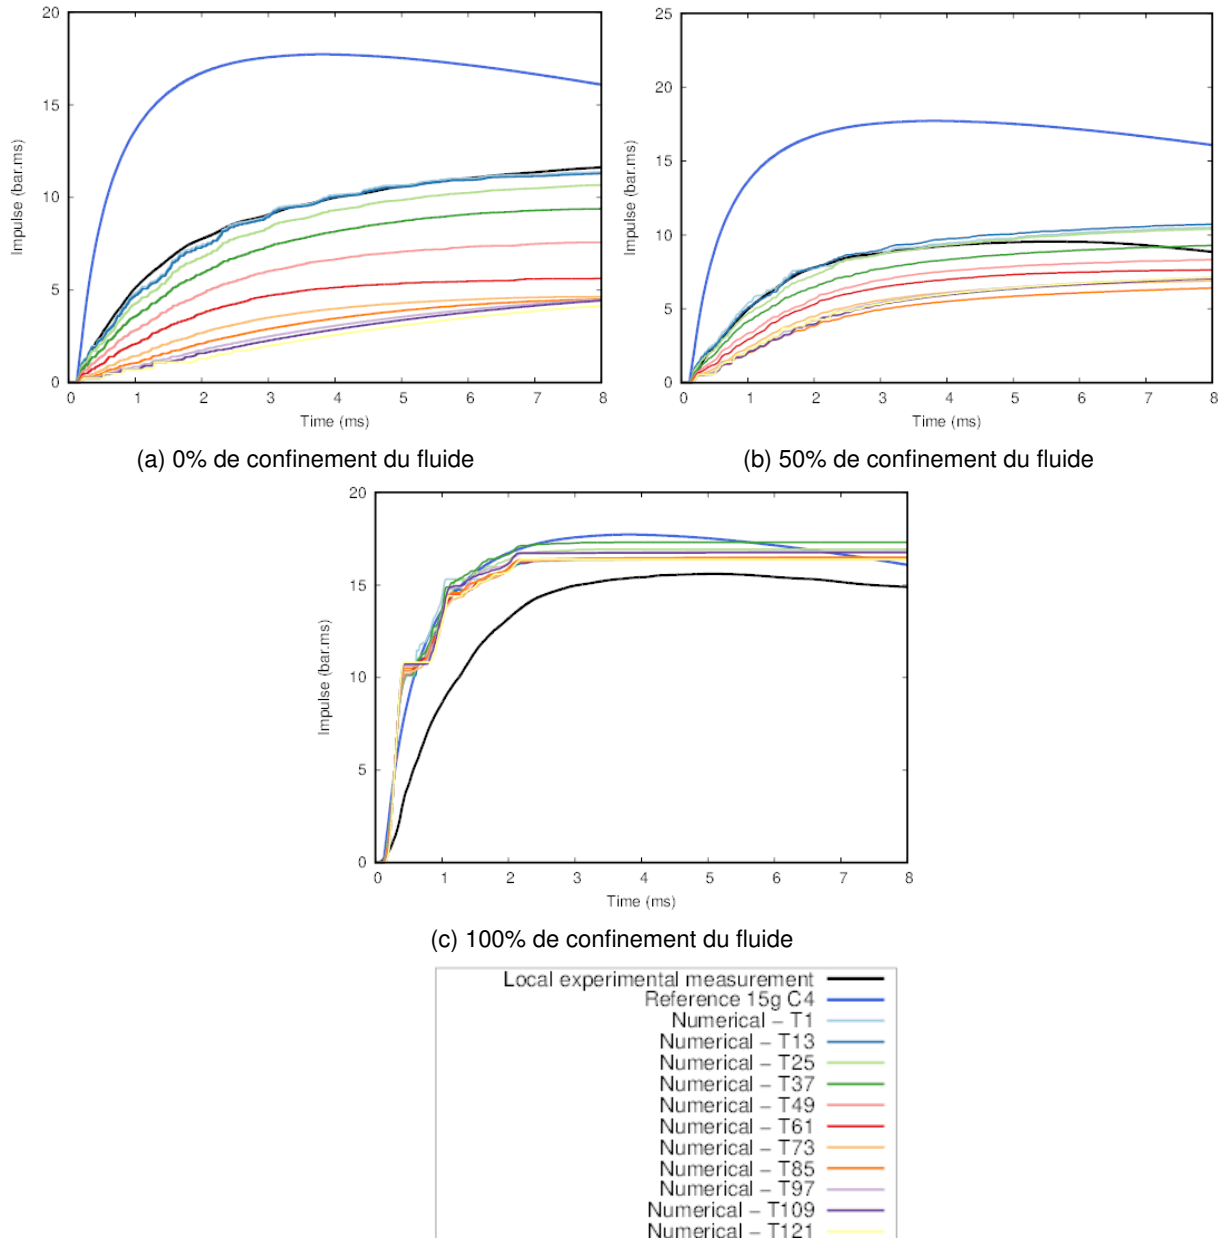 20
15
10
5
0
Impulse (bar.ms)
0 1 2 3 4 5 6 7 8
Time (ms)
(a) 0% de confinement du fluide
25
20
15
10
5
0
Impulse (bar.ms)
0 1 2 3 4 5 6 7 8
Time (ms)
(b) 50% de confinement du fluide
20
15
10
5
0
Impulse (bar.ms)
0 1 2 3 4 5 6 7 8
Time (ms)
(c) 100% de confinement du fluide
Local experimental measurement
Reference 15g C4
Numerical – T1
Numerical – T13
Numerical – T25
Numerical – T37
Numerical – T49
Numerical – T61
Numerical – T73
Numerical – T85
Numerical – T97
Numerical – T109
Numerical – T121